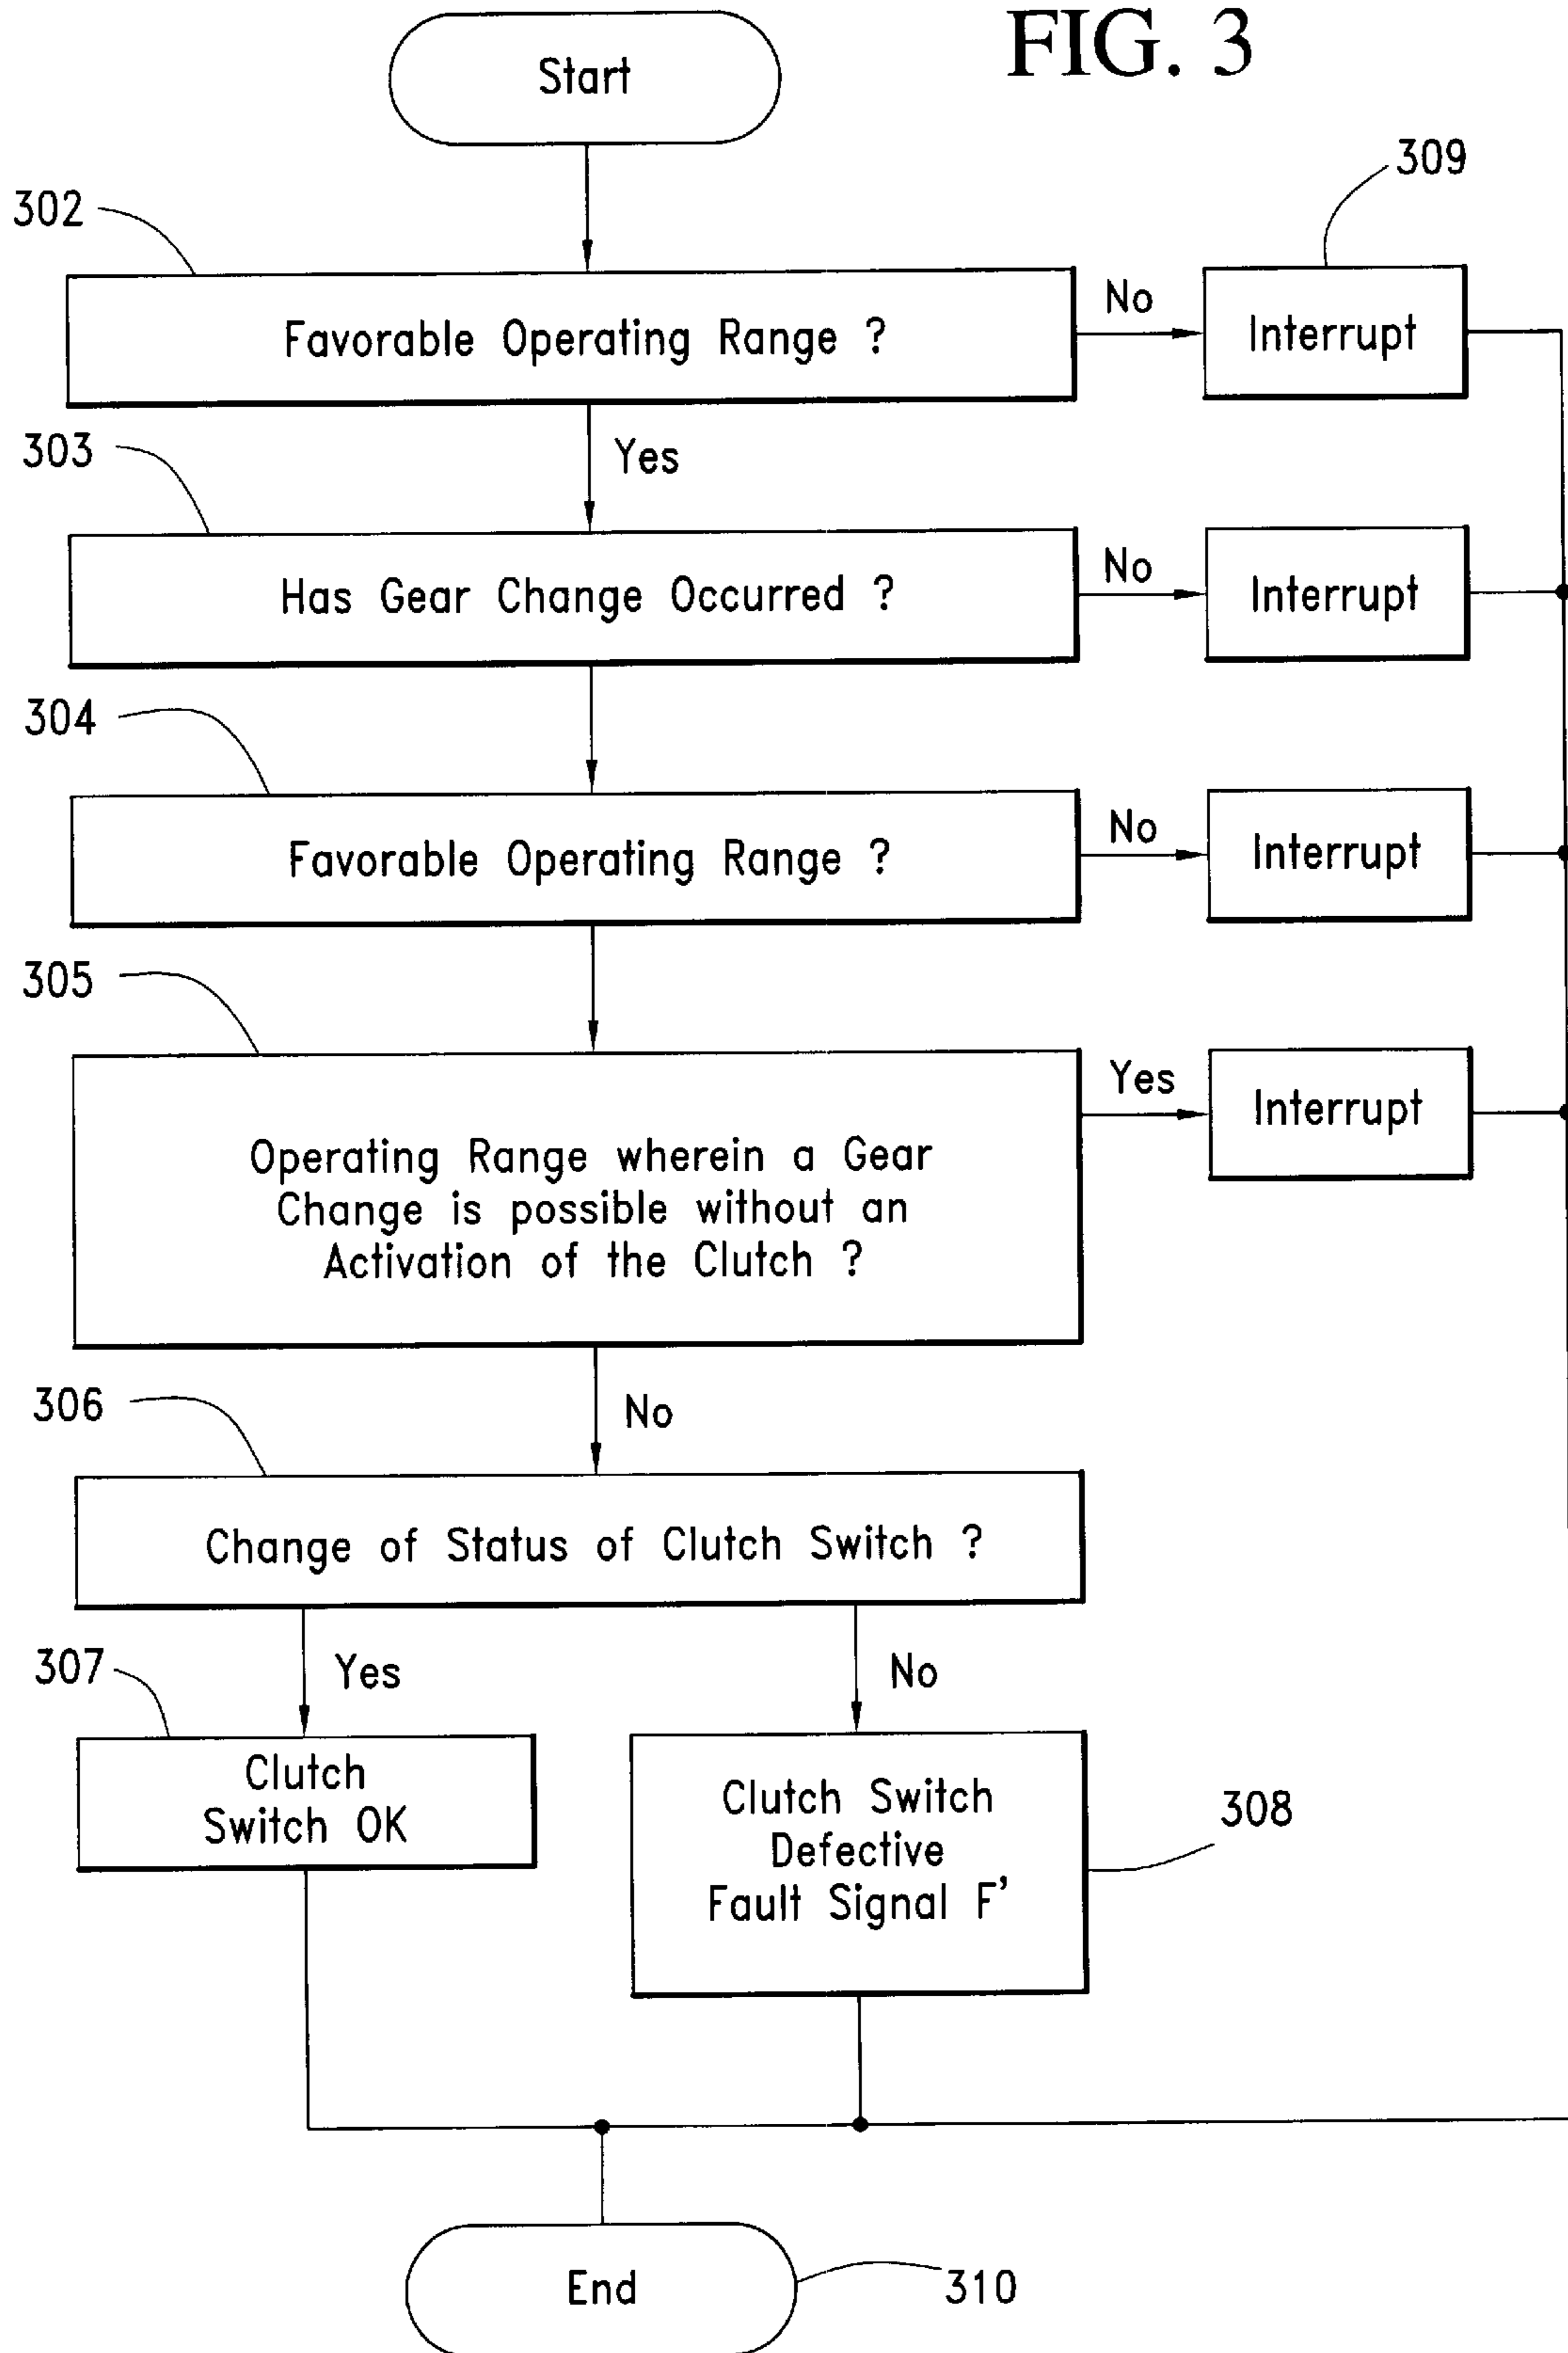 FIG. 3
Start
309
302
No
Favorable Operating Range ?
Interrupt
303
Yes
No
Has Gear Change Occurred ?
Interrupt
304
No
Favorable Operating Range ?
Interrupt
305
Yes
Interrupt
Operating Range wherein a Gear
Change is possible without an
Activation of the Clutch ?
306
No
Change of Status of Clutch Switch ?
307
Yes
No
Clutch
Switch OK
Clutch Switch
Defective
Fault Signal F'
308
End
310